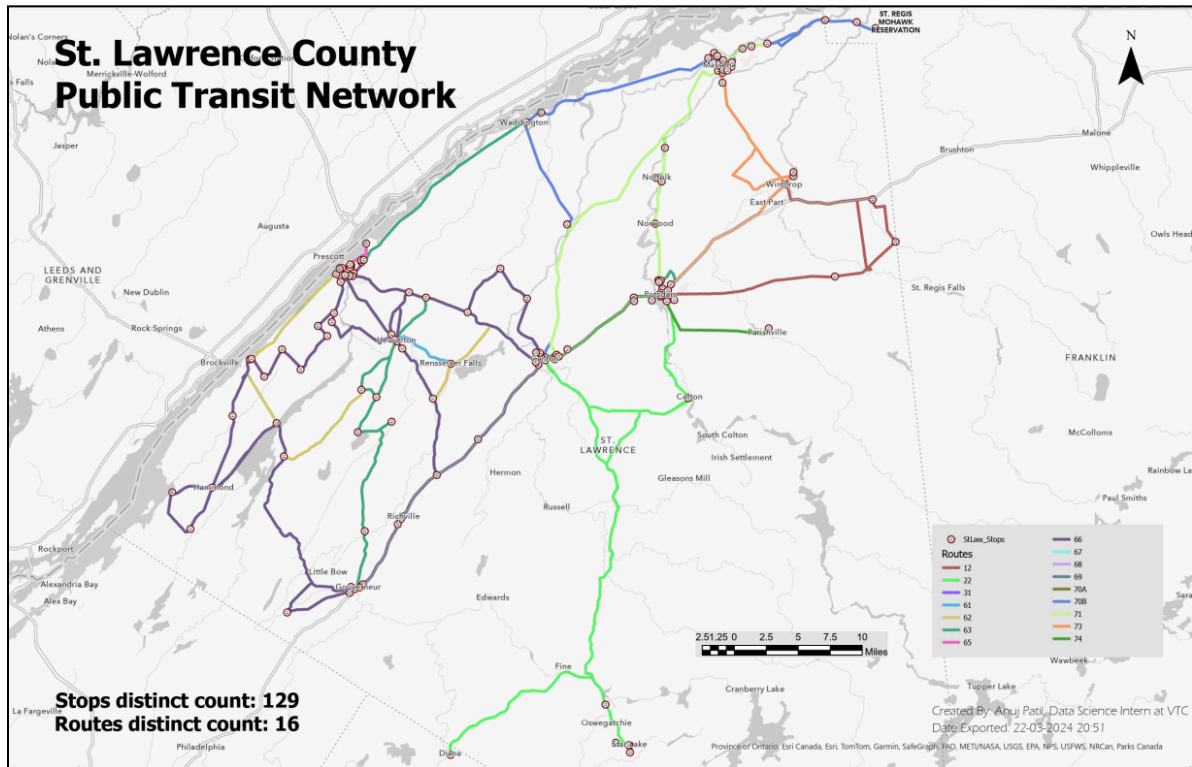 St. Lawrence County
Public Transit Network
Nolan's Corners
Merrickville-Wolford
Jasper
ST. REGIS
MOHAWK
RESERVATION
N
Waddington
Malone
Brushton
Whippleville
Norfolk
Winthrop
East Part
Augusta
Norwood
Owls Head
Prescott
LEEDS AND
GRENVILLE
New Dublin
Potsdam
St. Regis Falls
Athens
Rock Springs
Heuvelton
Parishville
Brockville
Rensselaer Falls
Canton
FRANKLIN
Colton
South Colton
McColloms
ST.
LAWRENCE
Irish Settlement
Hermon
Gleasons Mill
Rainbow La
Hammond
Russell
Paul Smiths
Richville
Rockport
Little Bow
Alexandria Bay
Gouverneur
Alex Bay
Edwards
StLaw_Stops
Routes
12
22
31
61
62
63
65
66
67
68
69
70A
70B
71
73
74
2.51.25 0 2.5 5 7.5 10
Miles
Wawbeek
Fine
Cranberry Lake
Tupper Lake
Stops distinct count: 129
Routes distinct count: 16
La Fargeville
Oswegatchie
Philadelphia
Diana
Star Lake
Created By: Anuj Patil, Data Science Intern at VTC
Date Exported: 22-03-2024 20:51
Province of Ontario, Esri Canada, Esri, TomTom, Garmin, SafeGraph, FAO, METI/NASA, USGS, EPA, NPS, USFWS, NRCan, Parks Canada